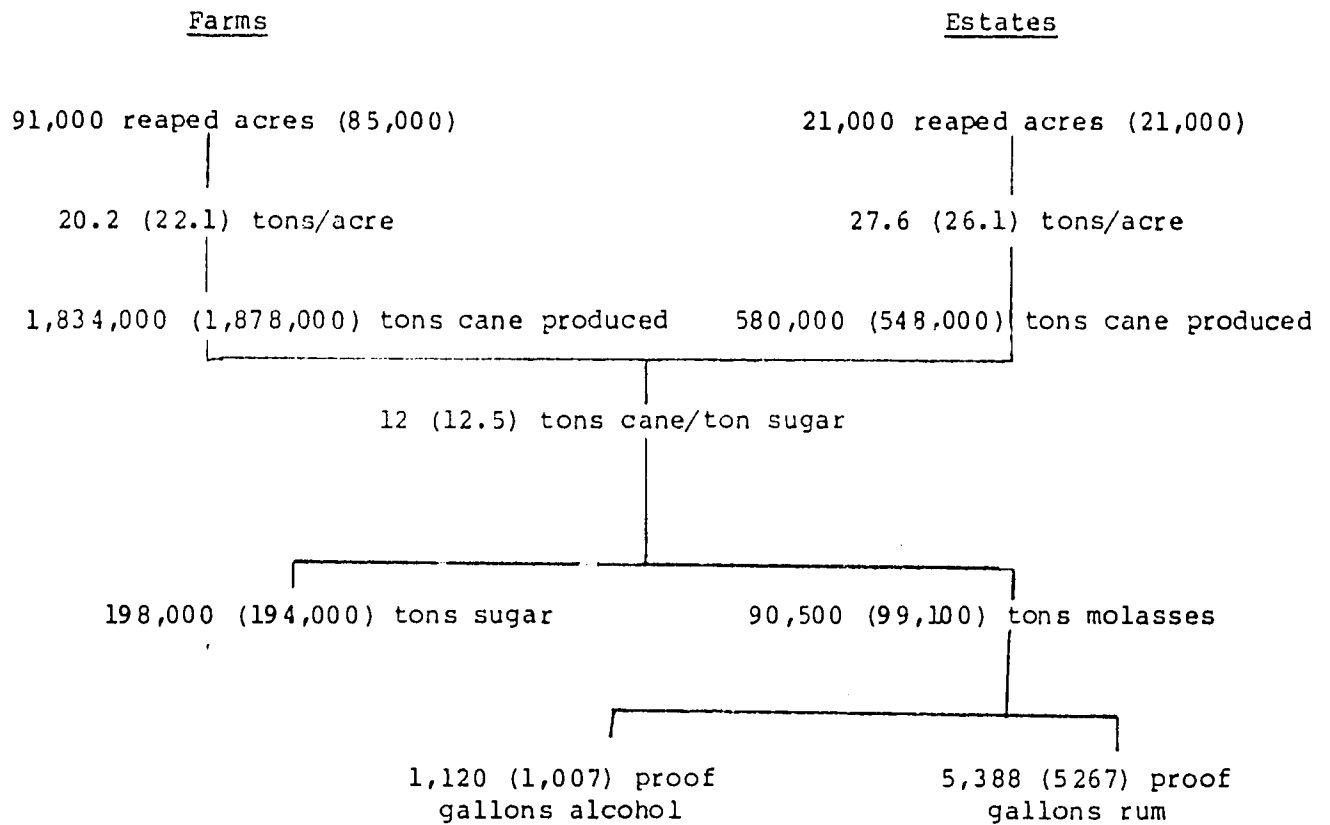 Farms Estates
91,000 reaped acres (85,000) 21,000 reaped acres (21,000)
20.2 (22.1) tons/acre 27.6 (26.1) tons/acre
1,834,000 (1,878,000) tons cane produced 580,000 (548,000) tons cane produced
12 (12.5) tons cane/ton sugar
198,000 (194,000) tons sugar 90,500 (99,100) tons molasses
1,120 (1,007) proof 5,388 (5267) proof
gallons alcohol gallons rum